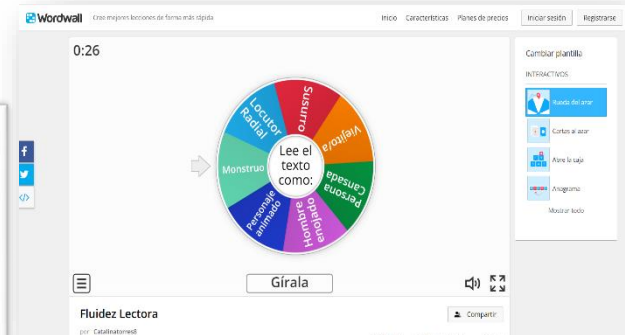 Wordwall Cree mejores lecciones de forma más rápida
Inicio Características Planes de precios Iniciar sesión Registrarse
0:26
Susurro
Viejito/a
Persona Cansada
Hombre enojado
Personaje animado
Monstruo
Locutor Radial
Lee el
texto
como:
Gírala
Fluidez Lectora
por Catalinatorres8
Compartir
Cambiar plantilla
INTERACTIVOS
Rueda del azar
Cartas al azar
Abre la caja
Anagrama
Mostrar todo